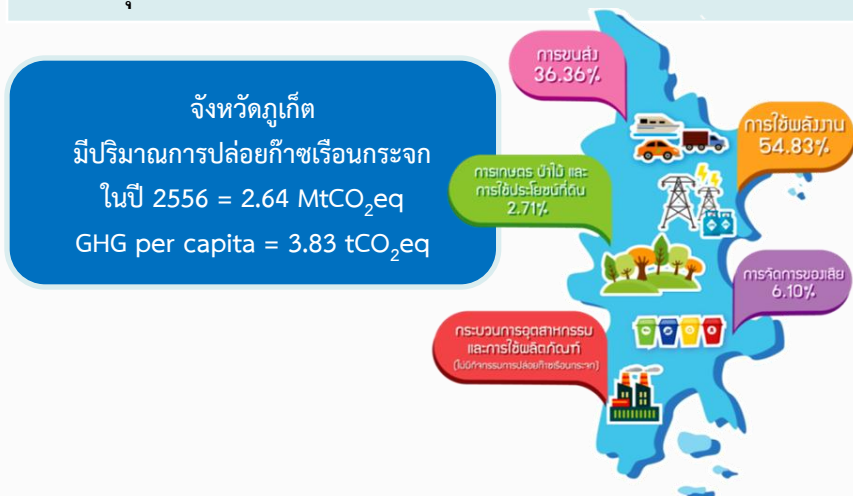 จังหวัดภูเก็ต
มีปริมาณการปล่อยก๊าซเรือนกระจก
ในปี 2556 = 2.64 MtCO2eq
GHG per capita = 3.83 tCO2eq
การขนส่ง
36.36%
การใช้พลังงาน
54.83%
การเกษตร ป่าไม้ และ
การใช้ประโยชน์ที่ดิน
2.71%
การจัดการของเสีย
6.10%
กระบวนการอุตสาหกรรม
และการใช้ผลิตภัณฑ์
(ไม่มีกิจกรรมการปล่อยก๊าซเรือนกระจก)